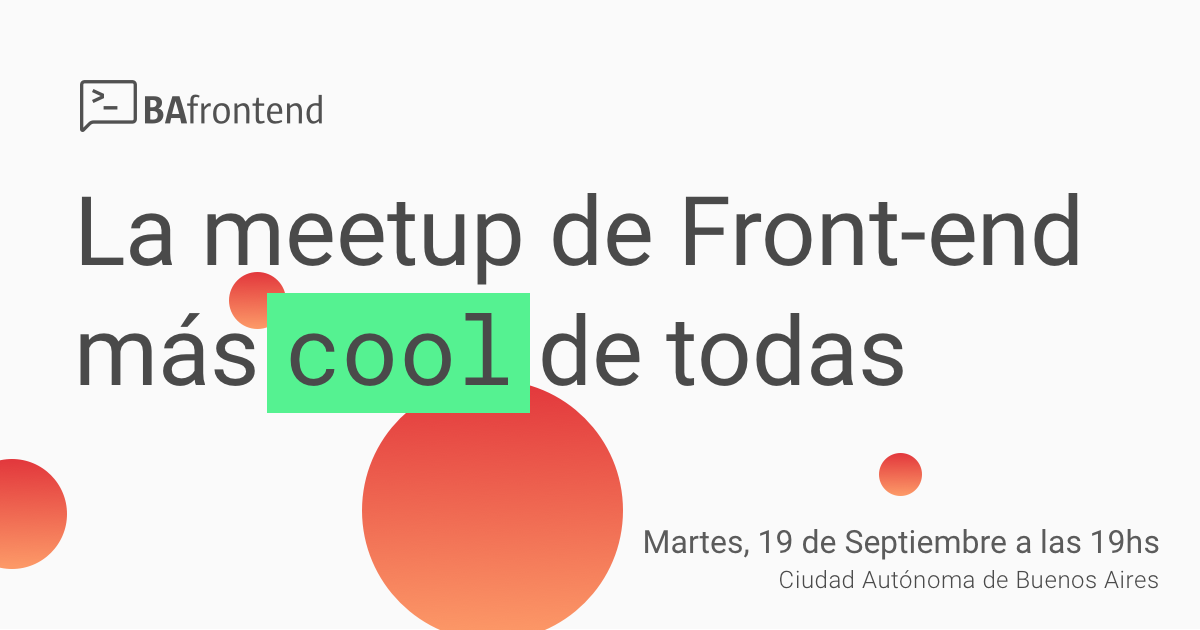 >_ BAfrontend
La meetup de Front-end
más cool de todas
Martes, 19 de Septiembre a las 19hs
Ciudad Autónoma de Buenos Aires